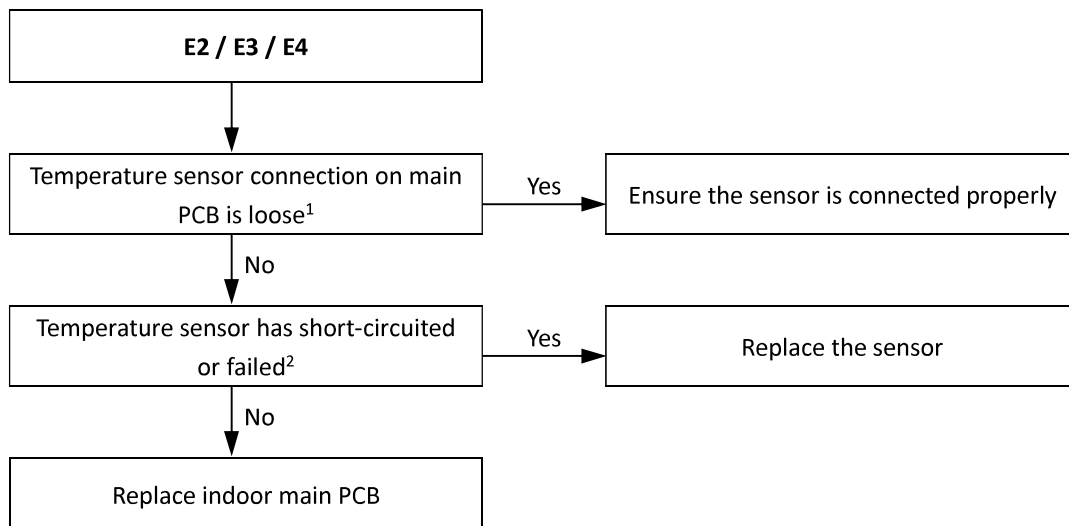 E2 / E3 / E4
Temperature sensor connection on main
PCB is loose¹
Yes
Ensure the sensor is connected properly
No
Temperature sensor has short-circuited
or failed²
Yes
Replace the sensor
No
Replace indoor main PCB